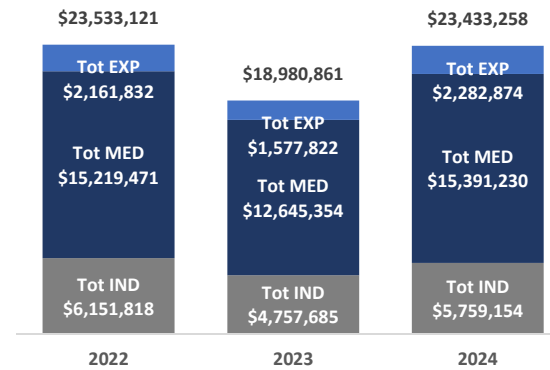 $23,533,121
Tot EXP
$2,161,832
Tot MED
$15,219,471
Tot IND
$6,151,818
2022
$18,980,861
Tot EXP
$1,577,822
Tot MED
$12,645,354
Tot IND
$4,757,685
2023
$23,433,258
Tot EXP
$2,282,874
Tot MED
$15,391,230
Tot IND
$5,759,154
2024